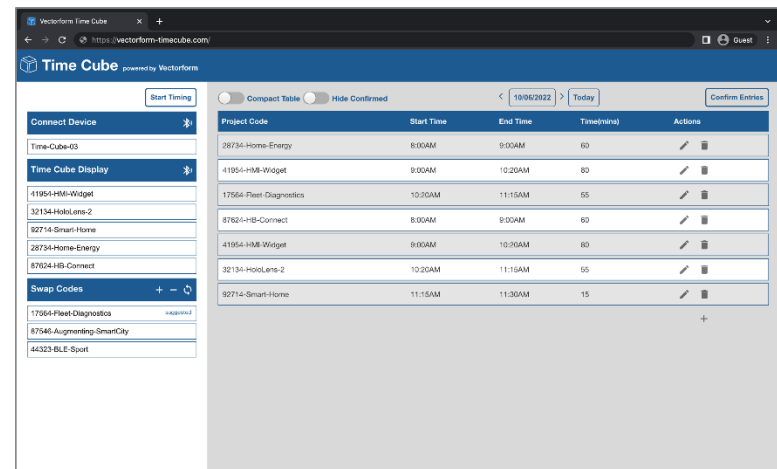 Vectorform Time Cube
https://vectorform-timecube.com/
Guest
Time Cube powered by Vectorform
Start Timing
Compact Table
Hide Confirmed
10/06/2022
Today
Confirm Entries
Connect Device
Time-Cube-03
Time Cube Display
41954-HMI-Widget
32134-HoloLens-2
92714-Smart-Home
28734-Home-Energy
87624-HB-Connect
Swap Codes
17564-Fleet-Diagnostics suggested
87546-Augmenting-SmartCity
44323-BLE-Sport
Project Code Start Time End Time Time(mins) Actions
28734-Home-Energy 8:00AM 9:00AM 60
41954-HMI-Widget 9:00AM 10:20AM 80
17564-Fleet-Diagnostics 10:20AM 11:15AM 55
87624-HB-Connect 8:00AM 9:00AM 60
41954-HMI-Widget 9:00AM 10:20AM 80
32134-HoloLens-2 10:20AM 11:15AM 55
92714-Smart-Home 11:15AM 11:30AM 15